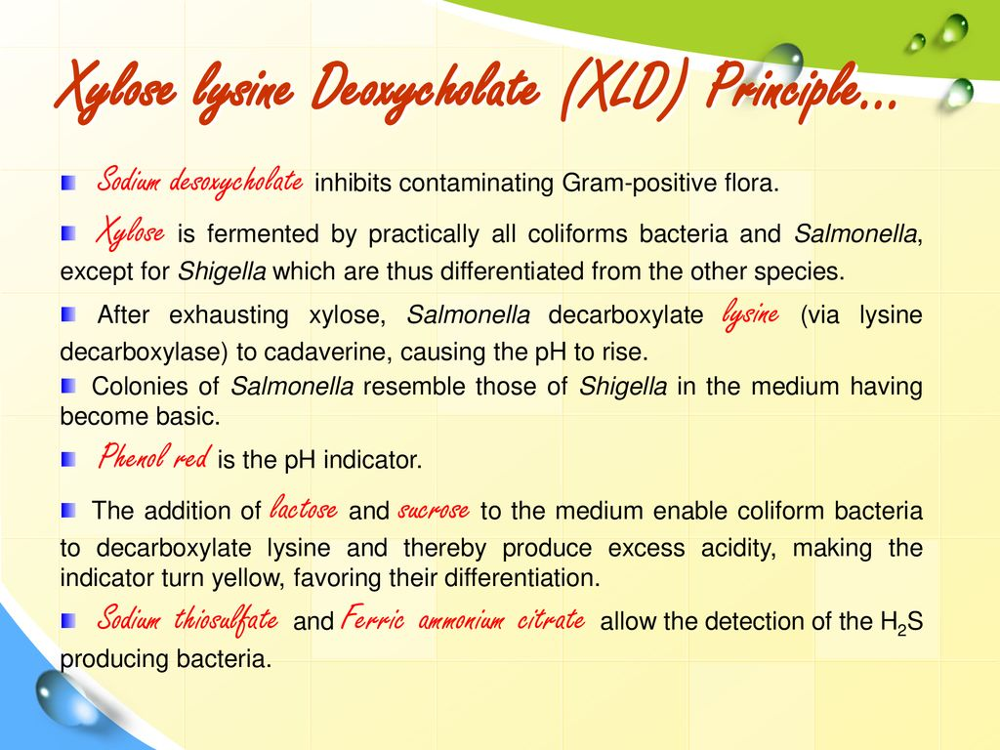 Xylose lysine Deoxycholate (XLD) Principle...
Sodium desoxycholate inhibits contaminating Gram-positive flora.
Xylose is fermented by practically all coliforms bacteria and Salmonella,
except for Shigella which are thus differentiated from the other species.
After exhausting xylose, Salmonella decarboxylate lysine (via lysine
decarboxylase) to cadaverine, causing the pH to rise.
Colonies of Salmonella resemble those of Shigella in the medium having
become basic.
Phenol red is the pH indicator.
The addition of lactose and sucrose to the medium enable coliform bacteria
to decarboxylate lysine and thereby produce excess acidity, making the
indicator turn yellow, favoring their differentiation.
Sodium thiosulfate and Ferric ammonium citrate allow the detection of the H₂S
producing bacteria.